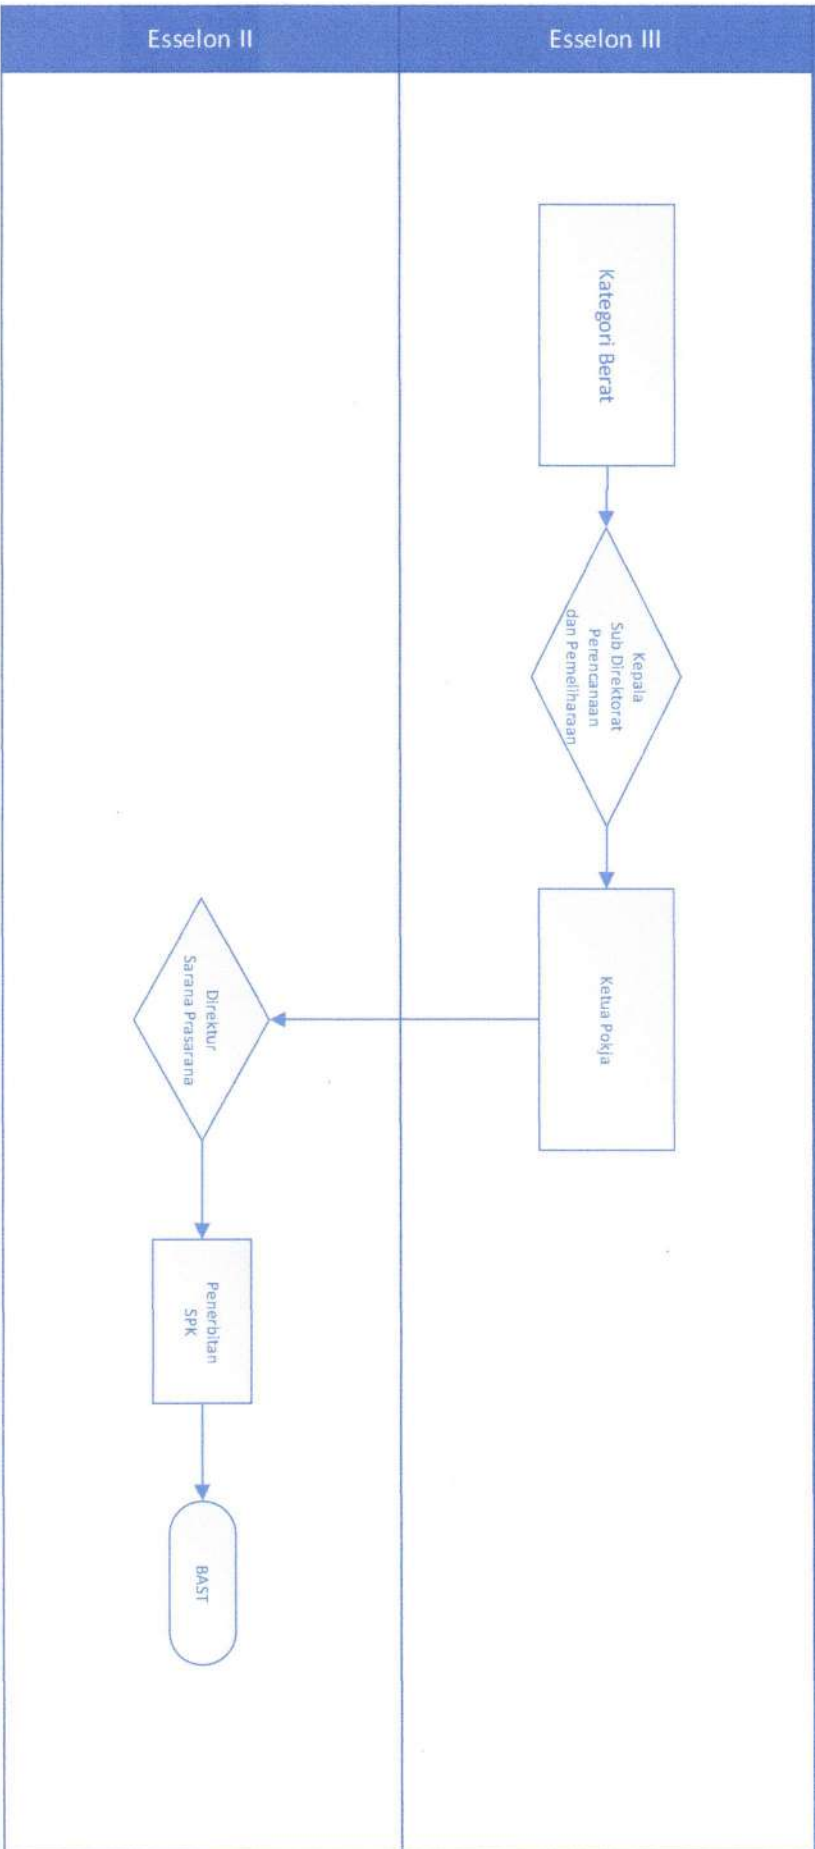 Esselon II
Esselon III
Kategori Berat
Kepala
Sub Direktorat
Perencanaan
dan Pemeliharaan
Ketua Pokja
Direktur
Sarana Prasarana
Penerbitan
SPK
BAST